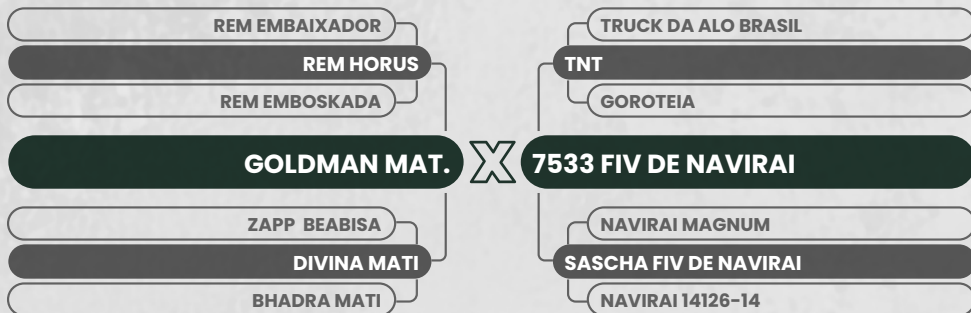 REM EMBAIXADOR
REM HORUS
REM EMBOSKADA
GOLDMAN MAT.
ZAPP BEABISA
DIVINA MATI
BHADRA MATI
X
TRUCK DA ALO BRASIL
TNT
GOROTEIA
7533 FIV DE NAVIRAI
NAVIRAI MAGNUM
SASCHA FIV DE NAVIRAI
NAVIRAI 14126-14